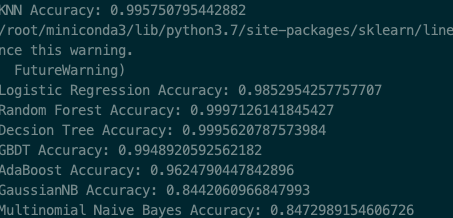 KNN Accuracy: 0.995750795442882
/root/miniconda3/lib/python3.7/site-packages/sklearn/line
nce this warning.
  FutureWarning)
Logistic Regression Accuracy: 0.9852954257757707
Random Forest Accuracy: 0.9997126141845427
Decsion Tree Accuracy: 0.9995620787573984
GBDT Accuracy: 0.9948920592562182
AdaBoost Accuracy: 0.9624790447842896
GaussianNB Accuracy: 0.8442060966847993
Multinomial Naive Bayes Accuracy: 0.8472989154606726